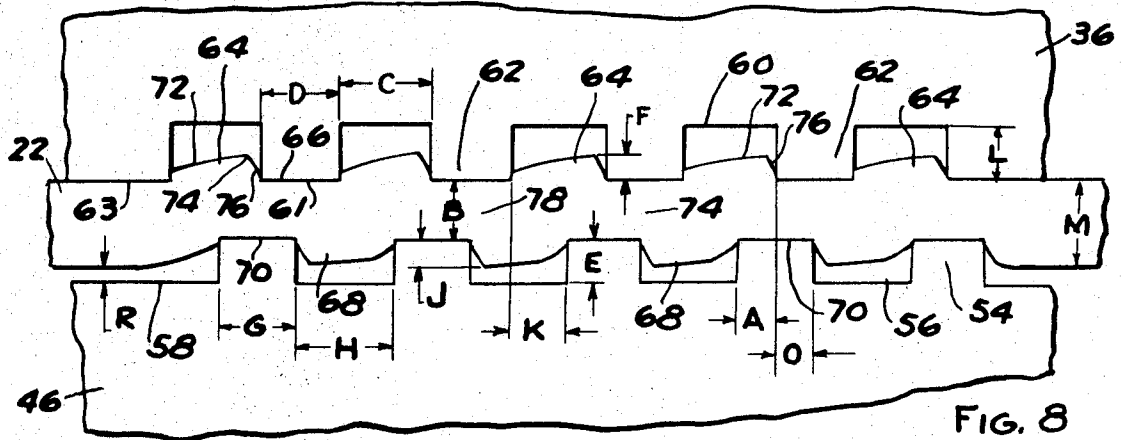 64 36
72 D C 62 64 F 60 72 62 64
22 66 76 L
63 74 76 61 B 78 74 M
R 70 68 J E 68 70
58 G H K A 56 54
O
46
FIG. 8